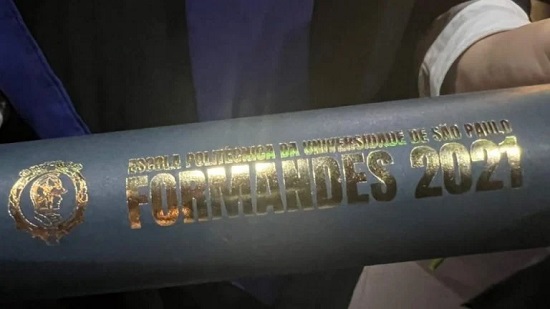 ESCOLA POLITÉCNICA DA UNIVERSIDADE DE SÃO PAULO
FORMANDES 2021